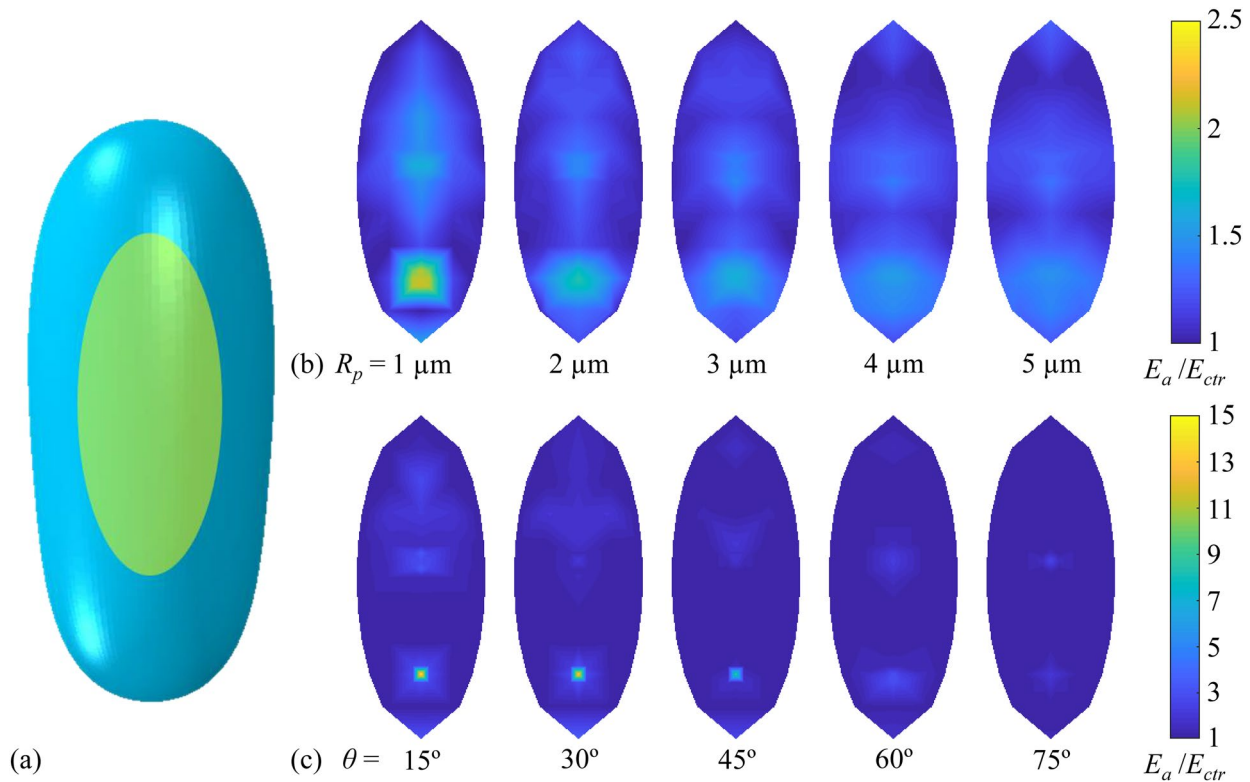 2.5
2
1.5
1
(b) R_p = 1 µm 2 µm 3 µm 4 µm 5 µm
E_a /E_ctr
15
13
11
9
7
5
3
1
(a)
(c) θ = 15º 30º 45º 60º 75º
E_a /E_ctr